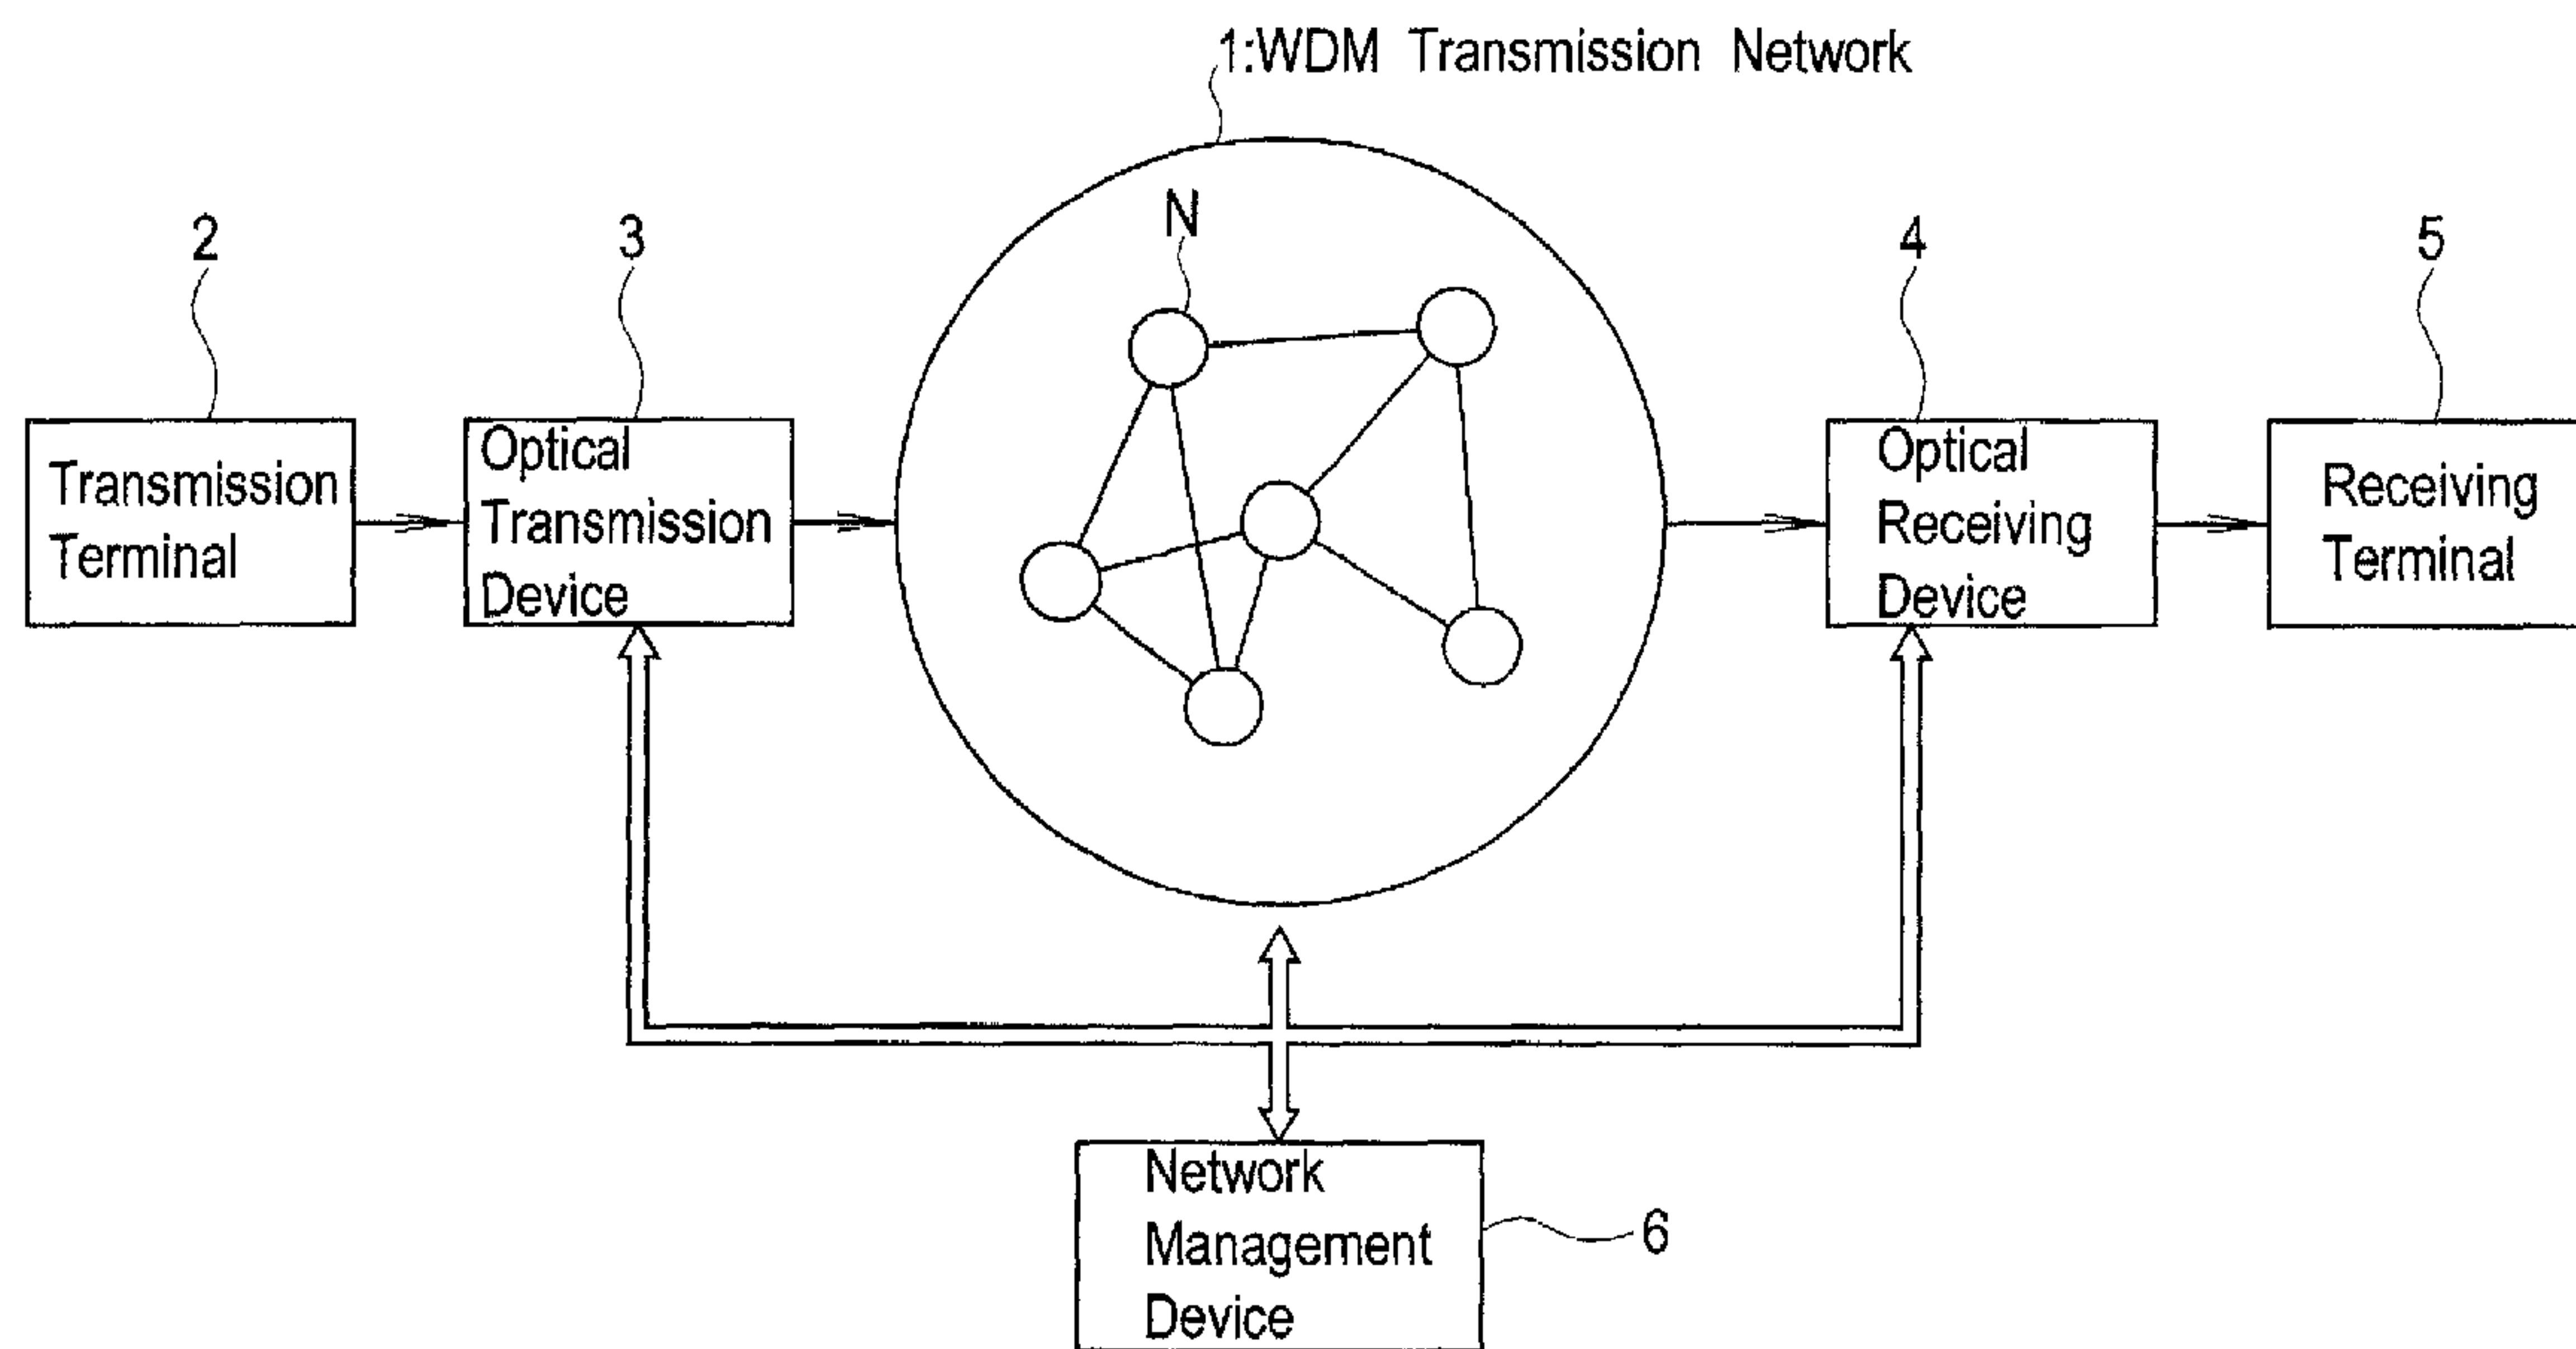 1:WDM Transmission Network
N
2
3
4
5
Transmission
Terminal
Optical
Transmission
Device
Optical
Receiving
Device
Receiving
Terminal
Network
Management
Device
6